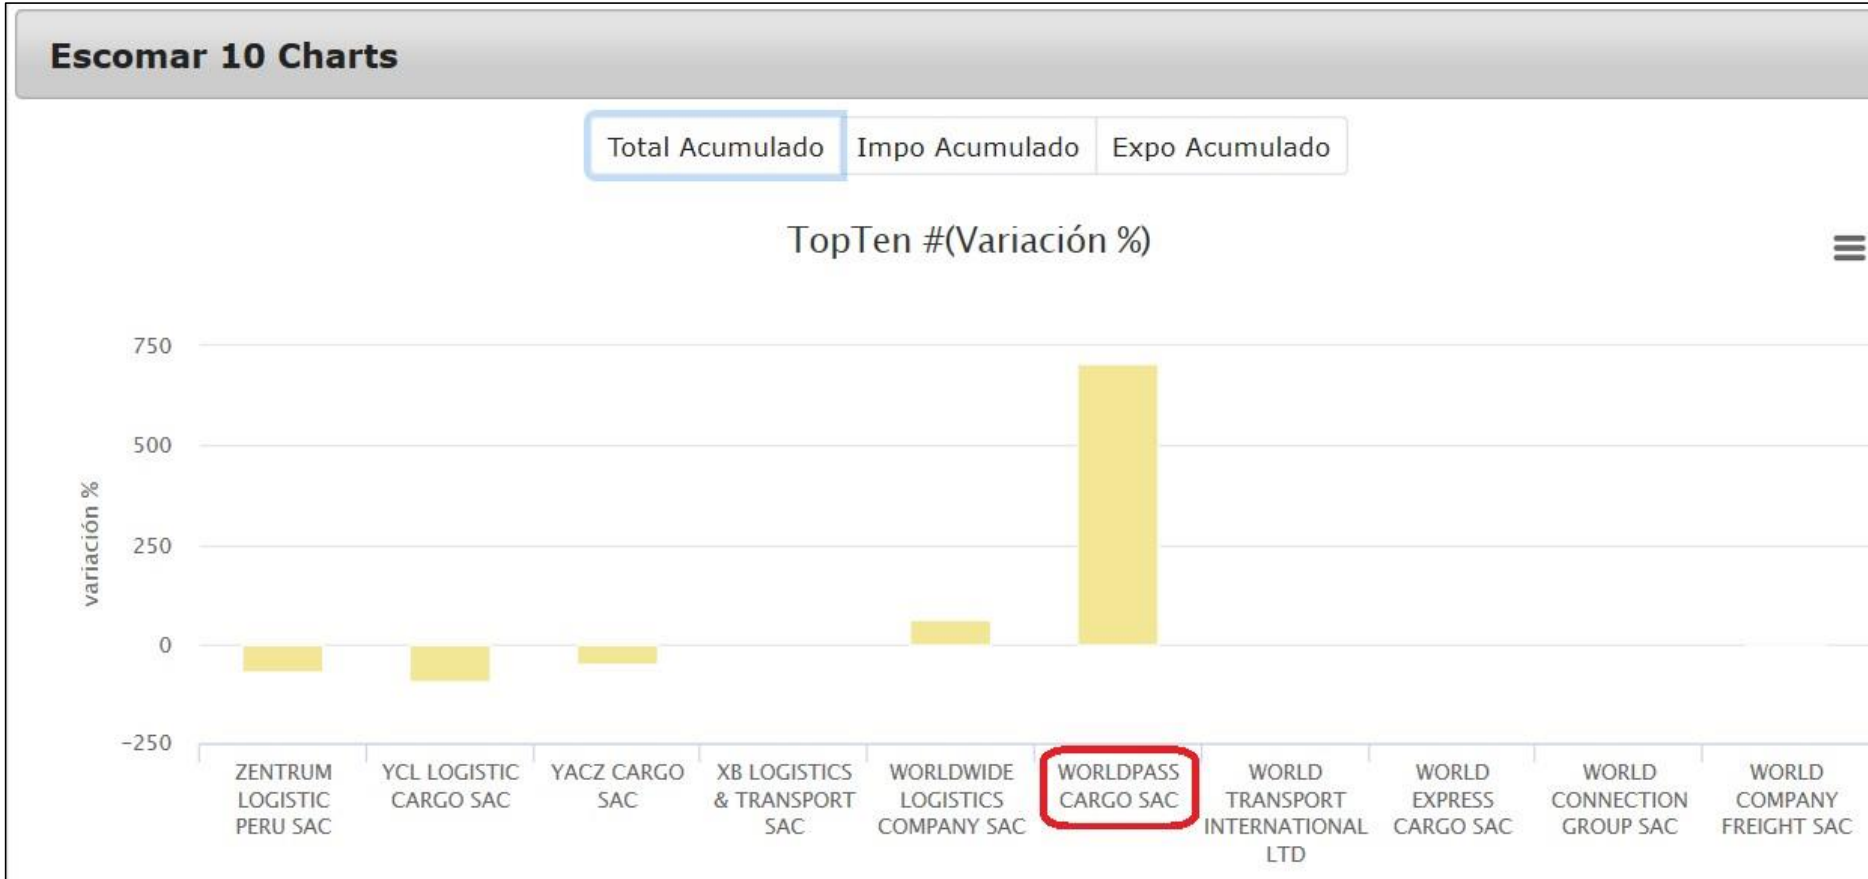 Escomar 10 Charts
Total Acumulado Impo Acumulado Expo Acumulado
TopTen #(Variación %)
750
500
250
0
-250
variación %
ZENTRUM
LOGISTIC
PERU SAC
YCL LOGISTIC
CARGO SAC
YACZ CARGO
SAC
XB LOGISTICS
& TRANSPORT
SAC
WORLDWIDE
LOGISTICS
COMPANY SAC
WORLDPASS
CARGO SAC
WORLD
TRANSPORT
INTERNATIONAL
LTD
WORLD
EXPRESS
CARGO SAC
WORLD
CONNECTION
GROUP SAC
WORLD
COMPANY
FREIGHT SAC